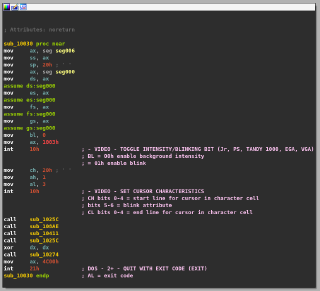 ; Attributes: noreturn
sub_10030 proc near
mov ax, seg seg006
mov ss, ax
mov sp, 20h ; ' '
mov ax, seg seg000
mov ds, ax
assume ds:seg000
mov es, ax
assume es:seg000
mov fs, ax
assume fs:seg000
mov gs, ax
assume gs:seg000
mov bl, 0
mov ax, 1003h
int 10h ; - VIDEO - TOGGLE INTENSITY/BLINKING BIT (Jr, PS, TANDY 1000, EGA, VGA)
; BL = 00h enable background intensity
; = 01h enable blink
mov ch, 20h ; ' '
mov ah, 1
mov al, 3
int 10h ; - VIDEO - SET CURSOR CHARACTERISTICS
; CH bits 0-4 = start line for cursor in character cell
; bits 5-6 = blink attribute
; CL bits 0-4 = end line for cursor in character cell
call sub_1025C
call
call sub_10411
call sub_1025C
xor dx, dx
call sub_10274
mov ax, 4C00h
int 21h ; DOS - 2+ - QUIT WITH EXIT CODE (EXIT)
sub_10030 endp ; AL = exit code